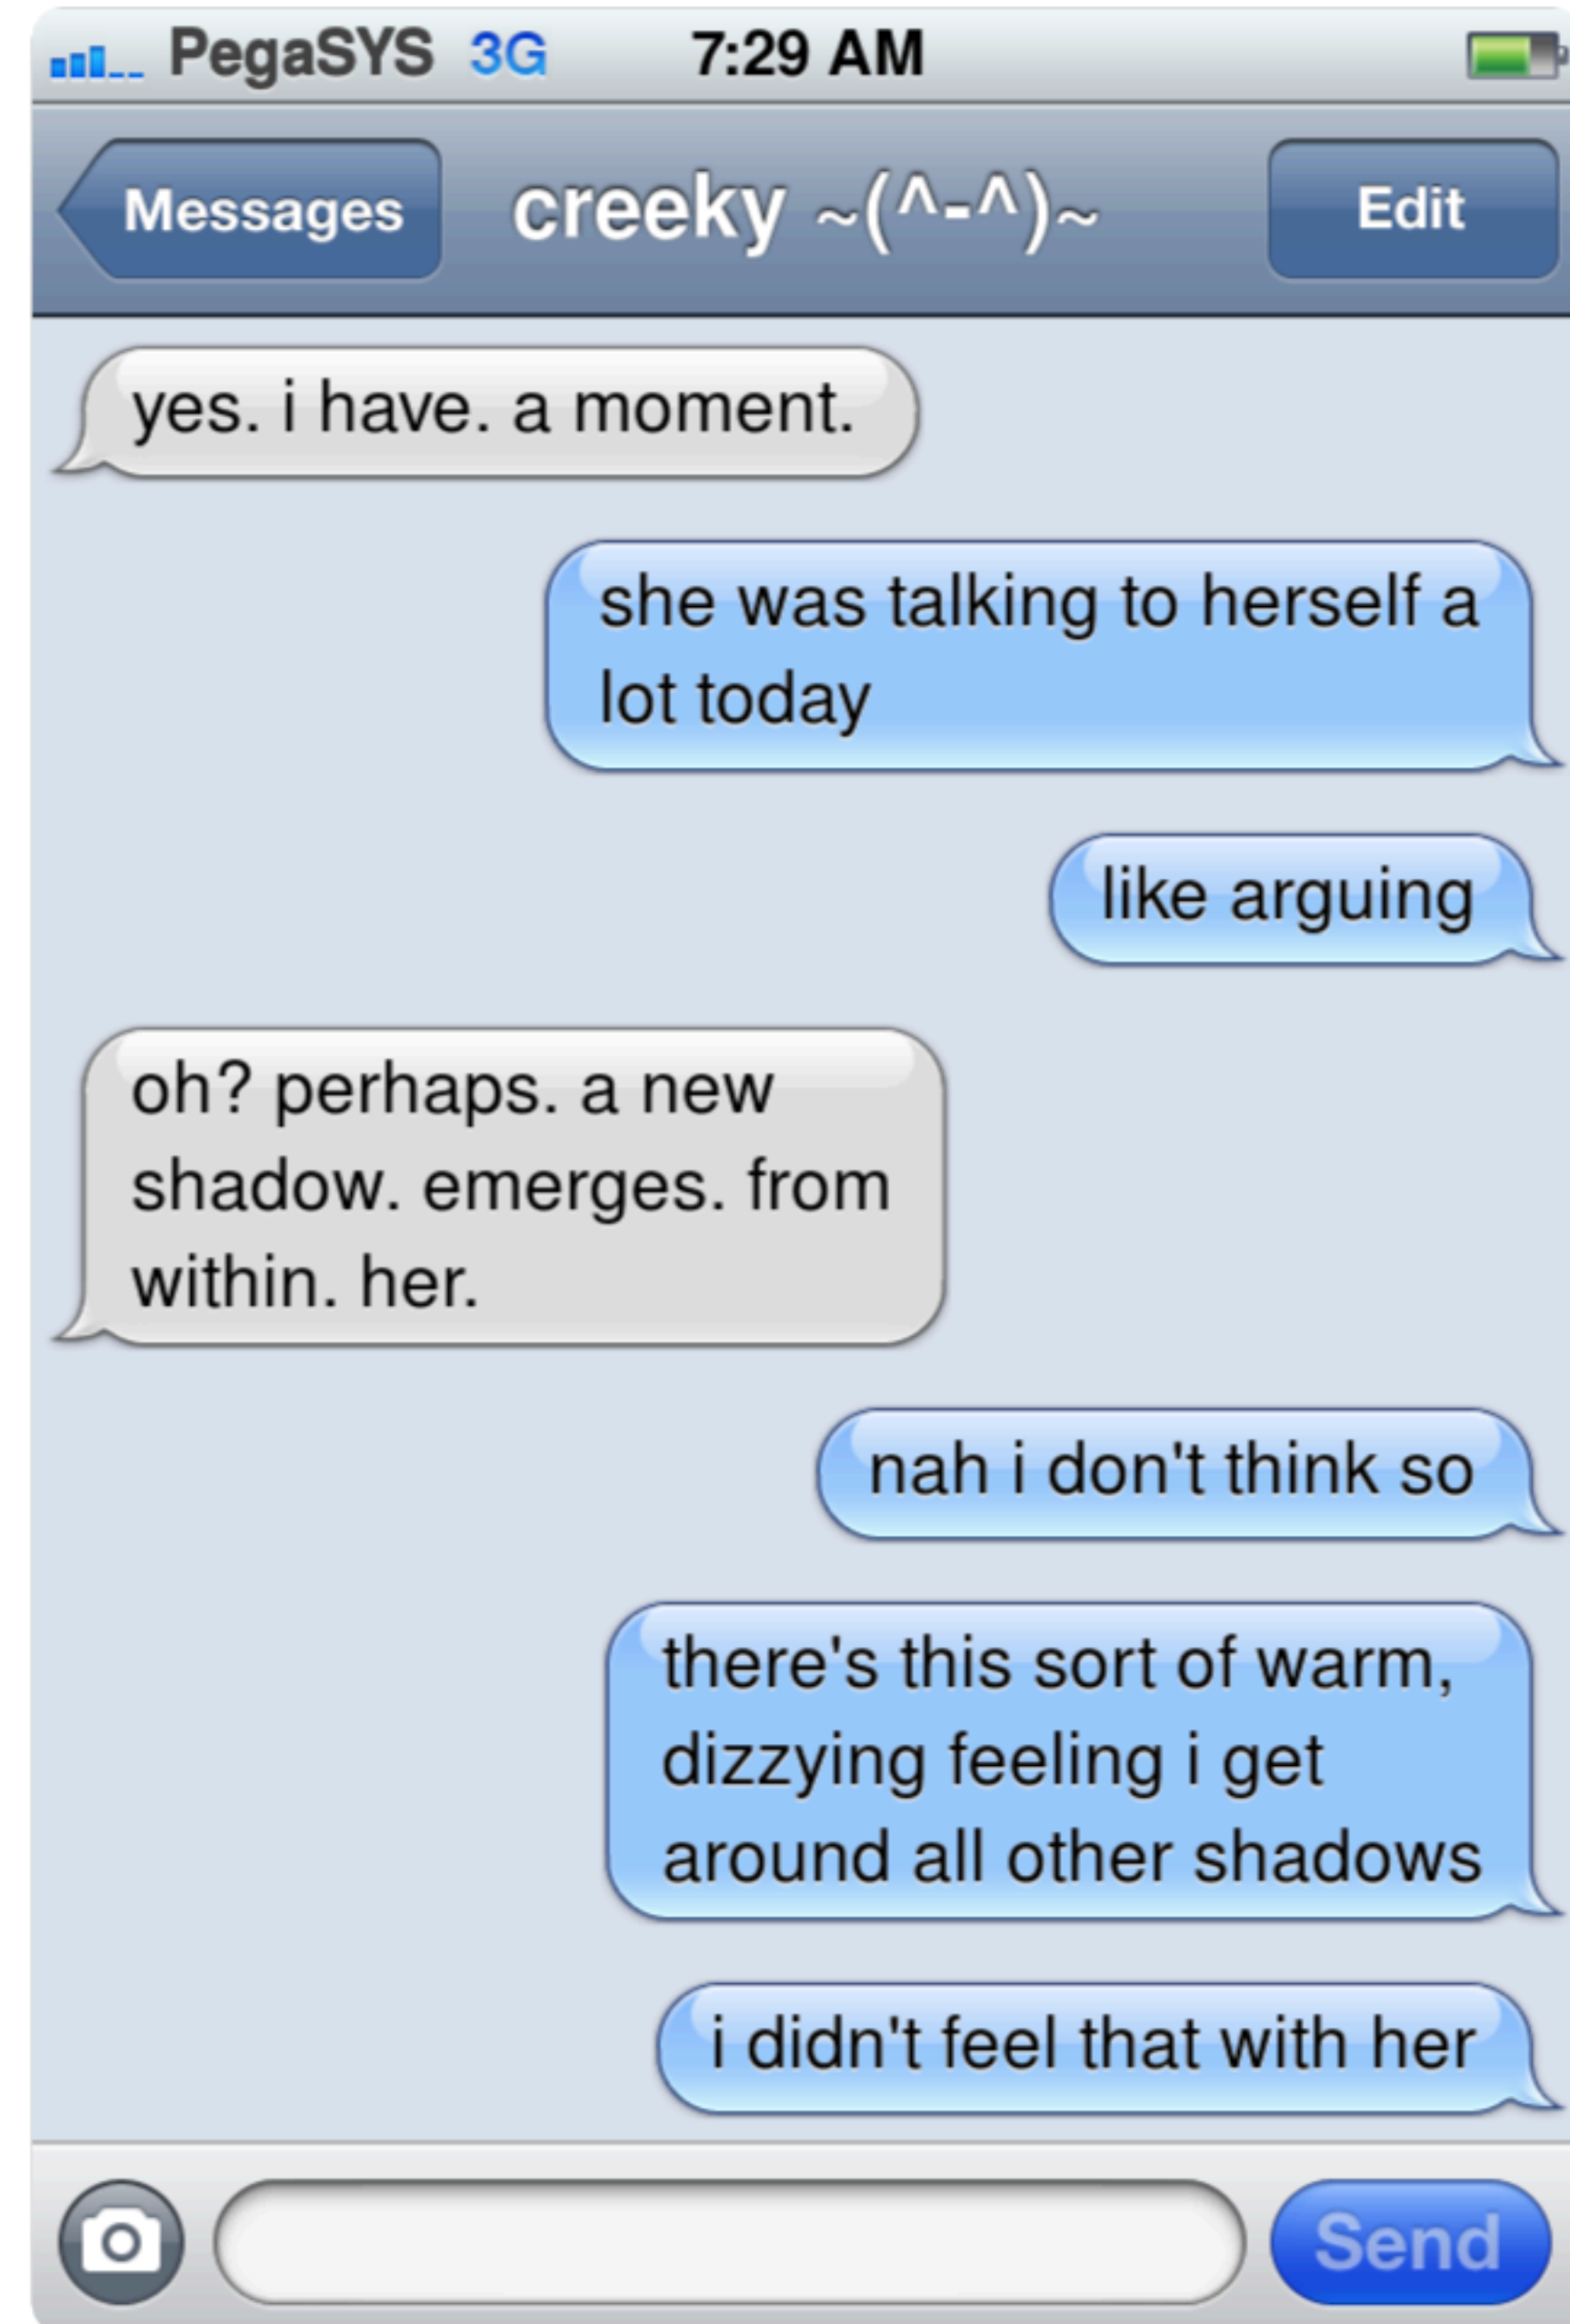 PegaSYS 3G 7:29 AM
Messages creeky ~(^-^)~ Edit
yes. i have. a moment.
she was talking to herself a
lot today
like arguing
oh? perhaps. a new
shadow. emerges. from
within. her.
nah i don't think so
there's this sort of warm,
dizzying feeling i get
around all other shadows
i didn't feel that with her
Send